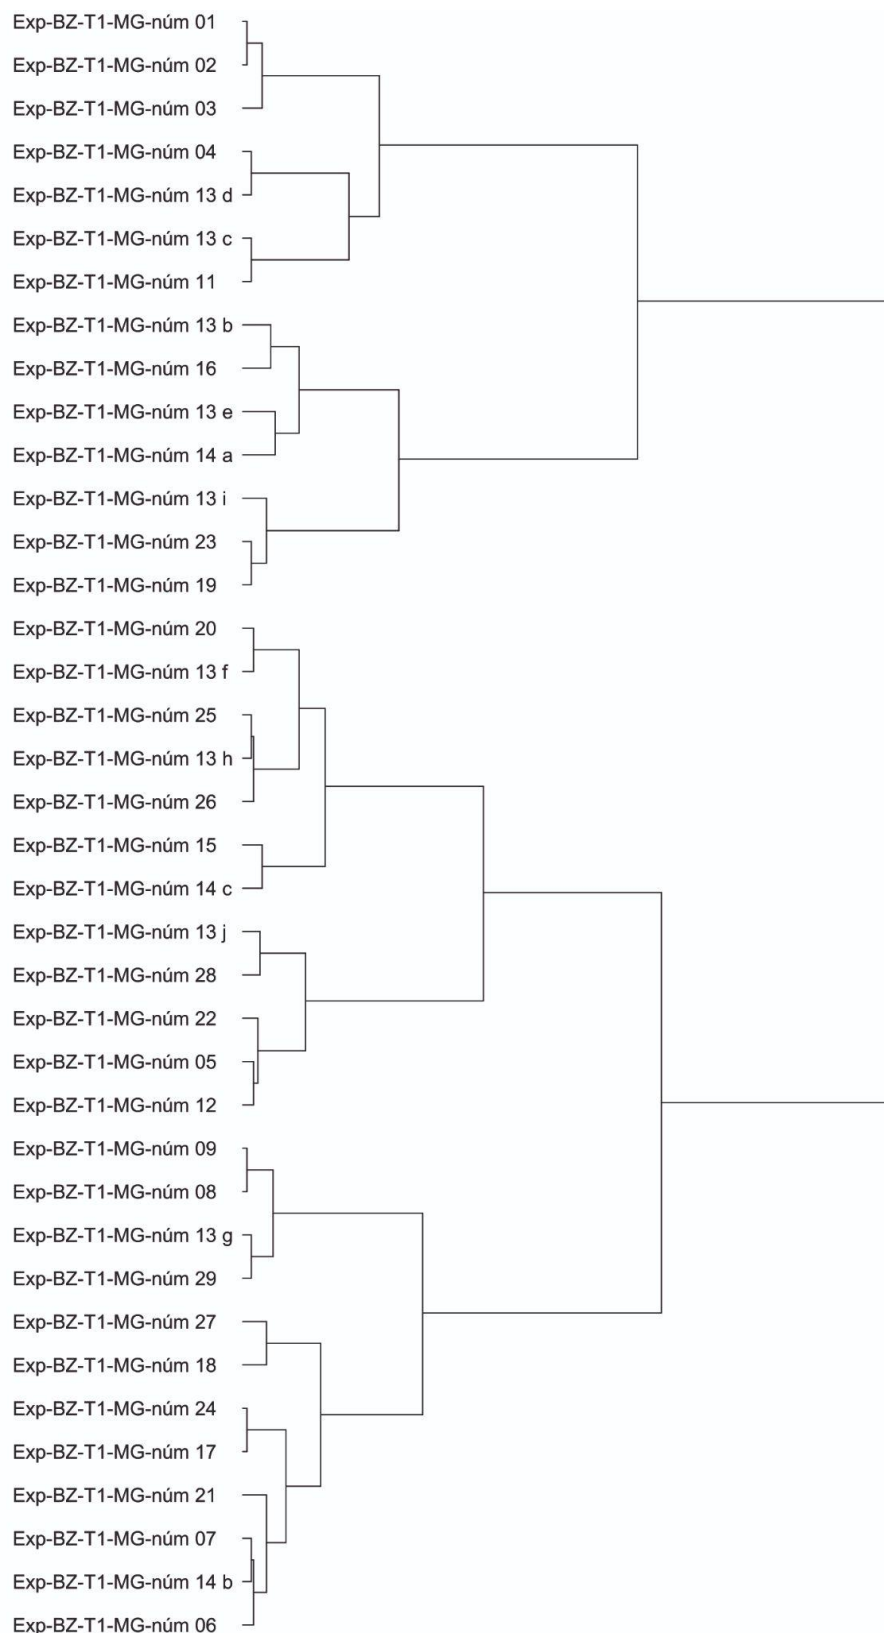 Exp-BZ-T1-MG-núm 01
Exp-BZ-T1-MG-núm 02
Exp-BZ-T1-MG-núm 03
Exp-BZ-T1-MG-núm 04
Exp-BZ-T1-MG-núm 13 d
Exp-BZ-T1-MG-núm 13 c
Exp-BZ-T1-MG-núm 11
Exp-BZ-T1-MG-núm 13 b
Exp-BZ-T1-MG-núm 16
Exp-BZ-T1-MG-núm 13 e
Exp-BZ-T1-MG-núm 14 a
Exp-BZ-T1-MG-núm 13 i
Exp-BZ-T1-MG-núm 23
Exp-BZ-T1-MG-núm 19
Exp-BZ-T1-MG-núm 20
Exp-BZ-T1-MG-núm 13 f
Exp-BZ-T1-MG-núm 25
Exp-BZ-T1-MG-núm 13 h
Exp-BZ-T1-MG-núm 26
Exp-BZ-T1-MG-núm 15
Exp-BZ-T1-MG-núm 14 c
Exp-BZ-T1-MG-núm 13 j
Exp-BZ-T1-MG-núm 28
Exp-BZ-T1-MG-núm 22
Exp-BZ-T1-MG-núm 05
Exp-BZ-T1-MG-núm 12
Exp-BZ-T1-MG-núm 09
Exp-BZ-T1-MG-núm 08
Exp-BZ-T1-MG-núm 13 g
Exp-BZ-T1-MG-núm 29
Exp-BZ-T1-MG-núm 27
Exp-BZ-T1-MG-núm 18
Exp-BZ-T1-MG-núm 24
Exp-BZ-T1-MG-núm 17
Exp-BZ-T1-MG-núm 21
Exp-BZ-T1-MG-núm 07
Exp-BZ-T1-MG-núm 14 b
Exp-BZ-T1-MG-núm 06